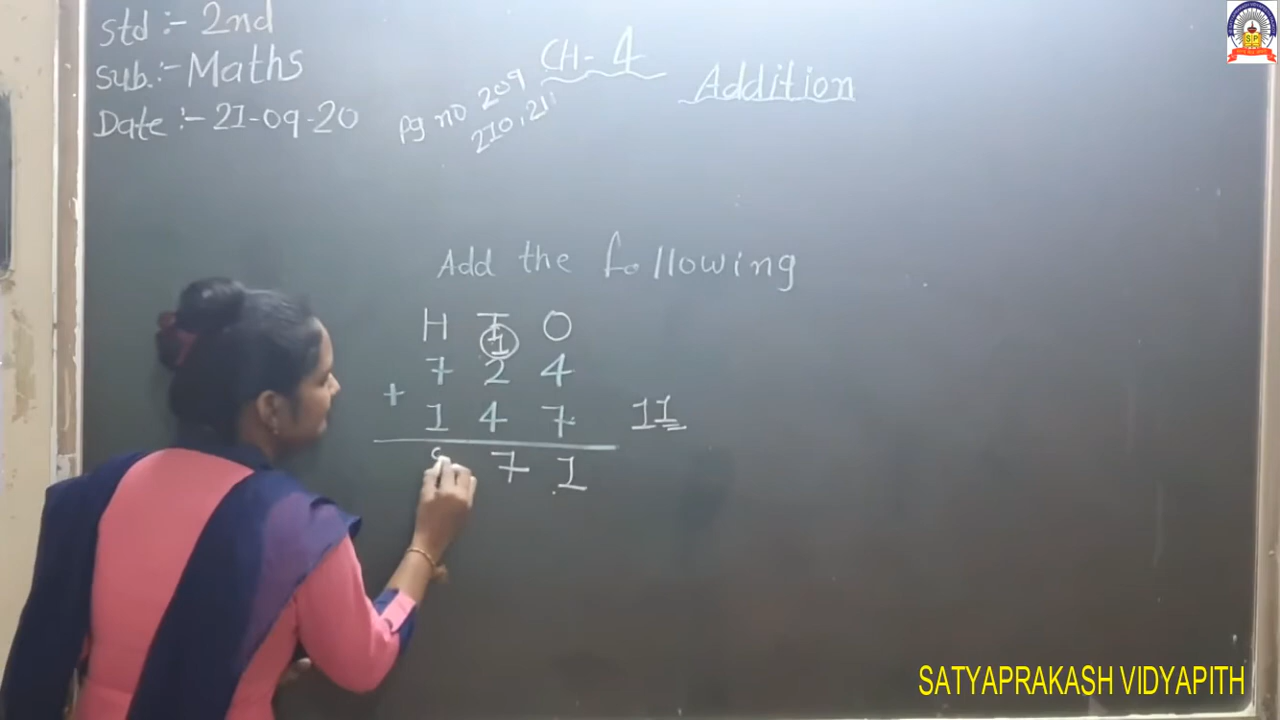 Std :- 2nd
Sub. :- Maths
Date :- 21-09-20
pg no 209
210, 211
CH- 4
Addition
Add the following
H T O
1
7 2 4
+ 1 4 7
11
7 1
SP
SATYAPRAKASH VIDYAPITH